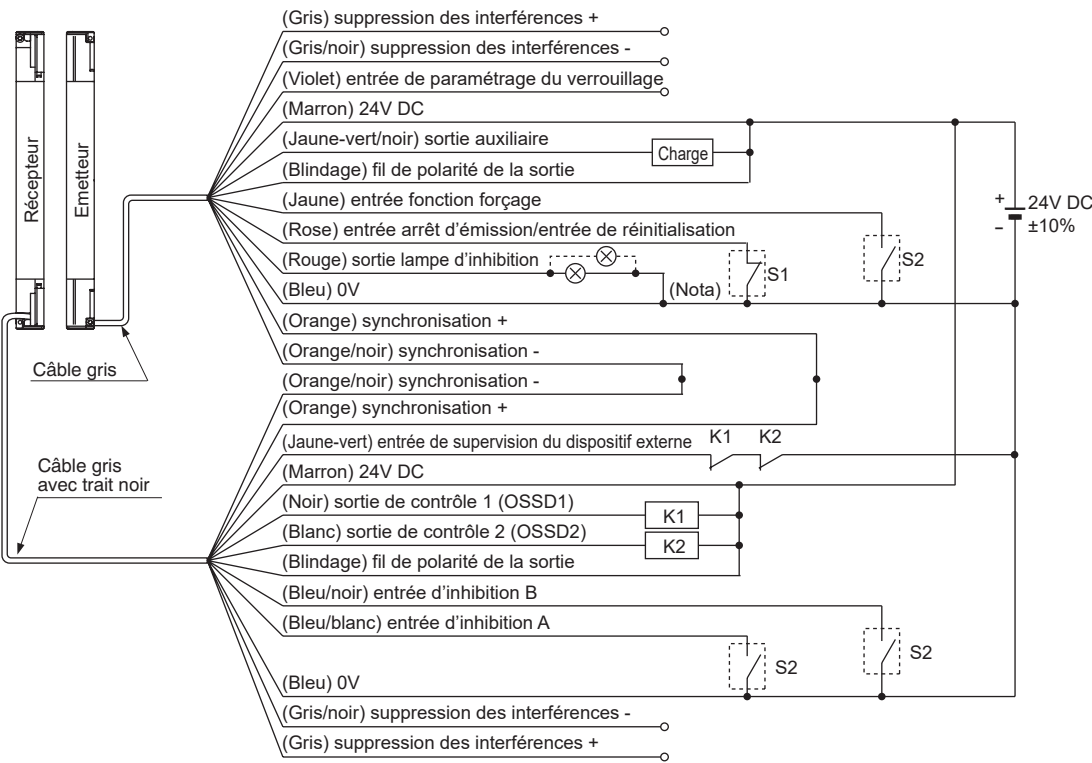 (Gris) suppression des interférences +
(Gris/noir) suppression des interférences -
(Violet) entrée de paramétrage du verrouillage
(Marron) 24V DC
(Jaune-vert/noir) sortie auxiliaire
Charge
(Blindage) fil de polarité de la sortie
(Jaune) entrée fonction forçage
+
24V DC
±10%
-
(Rose) entrée arrêt d'émission/entrée de réinitialisation
S1
S2
(Rouge) sortie lampe d'inhibition
(Bleu) 0V
(Nota)
(Orange) synchronisation +
(Orange/noir) synchronisation -
Récepteur
Emetteur
Câble gris
(Orange/noir) synchronisation -
(Orange) synchronisation +
(Jaune-vert) entrée de supervision du dispositif externe
K1
K2
Câble gris
avec trait noir
(Marron) 24V DC
(Noir) sortie de contrôle 1 (OSSD1)
K1
(Blanc) sortie de contrôle 2 (OSSD2)
K2
(Blindage) fil de polarité de la sortie
(Bleu/noir) entrée d'inhibition B
(Bleu/blanc) entrée d'inhibition A
S2
S2
(Bleu) 0V
(Gris/noir) suppression des interférences -
(Gris) suppression des interférences +